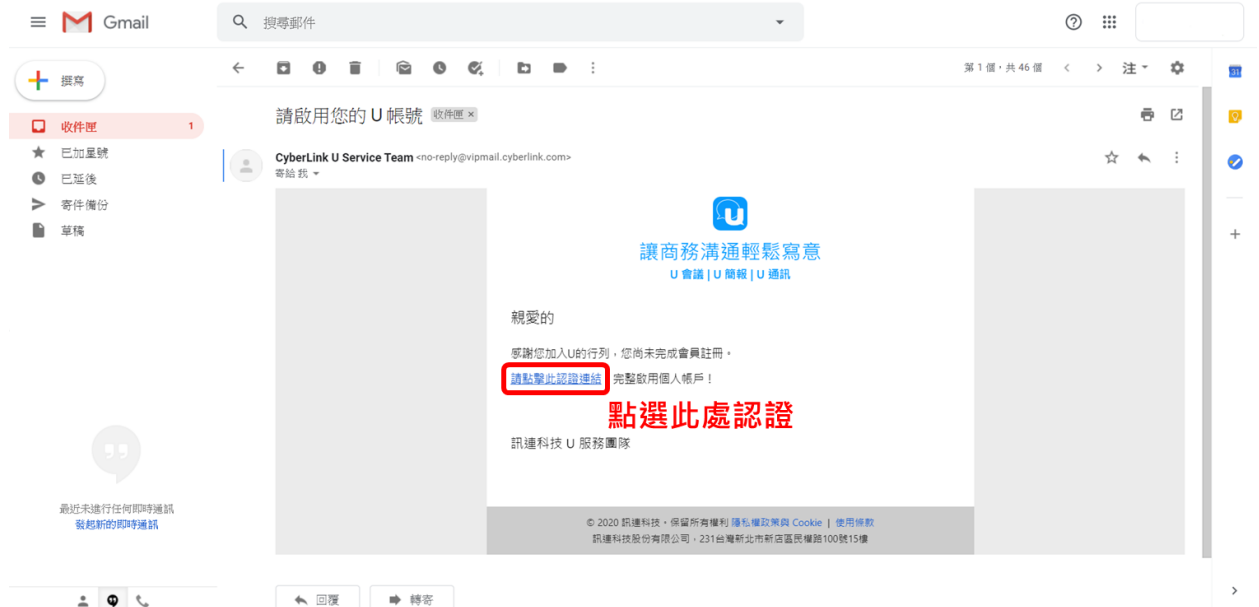 Gmail
搜尋郵件
撰寫
第 1 個，共 46 個
注
收件匣 1
已加星號
已延後
寄件備份
草稿
請啟用您的 U 帳號 收件匣 ×
CyberLink U Service Team <no-reply@vipmail.cyberlink.com>
寄給 我
31
U
讓商務溝通輕鬆寫意
U 會議 | U 簡報 | U 通訊
親愛的
感謝您加入U的行列，您尚未完成會員註冊。
請點擊此認證連結 完整啟用個人帳戶！
點選此處認證
訊連科技 U 服務團隊
© 2020 訊連科技。保留所有權利 隱私權政策與 Cookie | 使用條款
訊連科技股份有限公司，231台灣新北市新店區民權路100號15樓
最近未進行任何即時通訊
發起新的即時通訊
回覆
轉寄